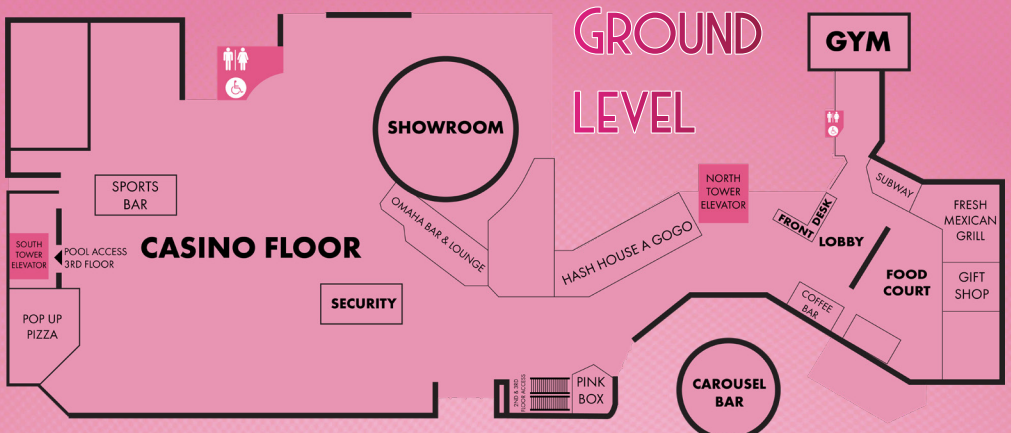 GROUND
LEVEL
GYM
SHOWROOM
SPORTS
BAR
NORTH
TOWER
ELEVATOR
SUBWAY
FRESH
MEXICAN
GRILL
OMAHA BAR & LOUNGE
HASH HOUSE A GOGO
FRONT DESK
LOBBY
SOUTH
TOWER
ELEVATOR
POOL ACCESS
3RD FLOOR
CASINO FLOOR
FOOD
COURT
GIFT
SHOP
SECURITY
COFFEE
BAR
POP UP
PIZZA
2ND & 3RD
FLOOR ACCESS
PINK
BOX
CAROUSEL
BAR